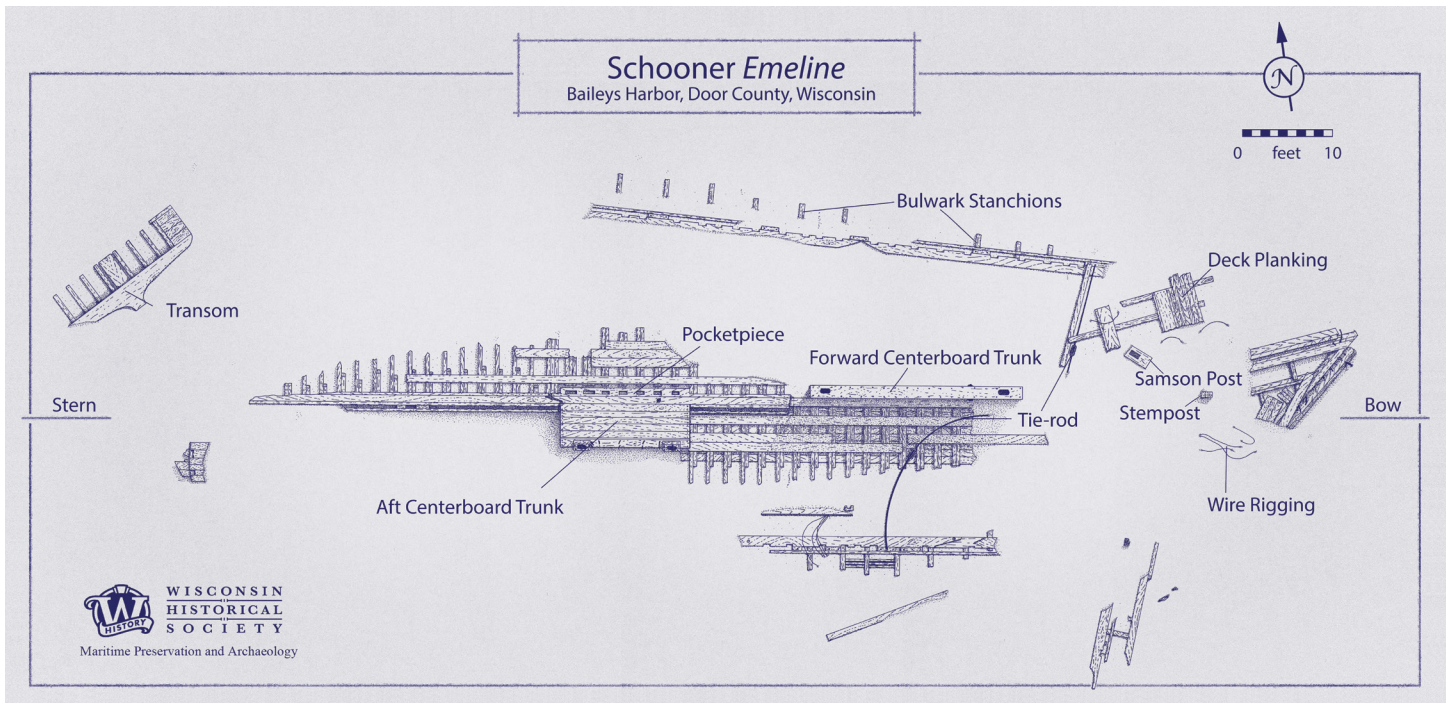 Schooner Emeline
Baileys Harbor, Door County, Wisconsin
N
0 feet 10
Bulwark Stanchions
Deck Planking
Transom
Pocketpiece
Forward Centerboard Trunk
Samson Post
Stern
Stempost
Bow
Tie-rod
Aft Centerboard Trunk
Wire Rigging
W
HISTORY
WISCONSIN
HISTORICAL
SOCIETY
Maritime Preservation and Archaeology